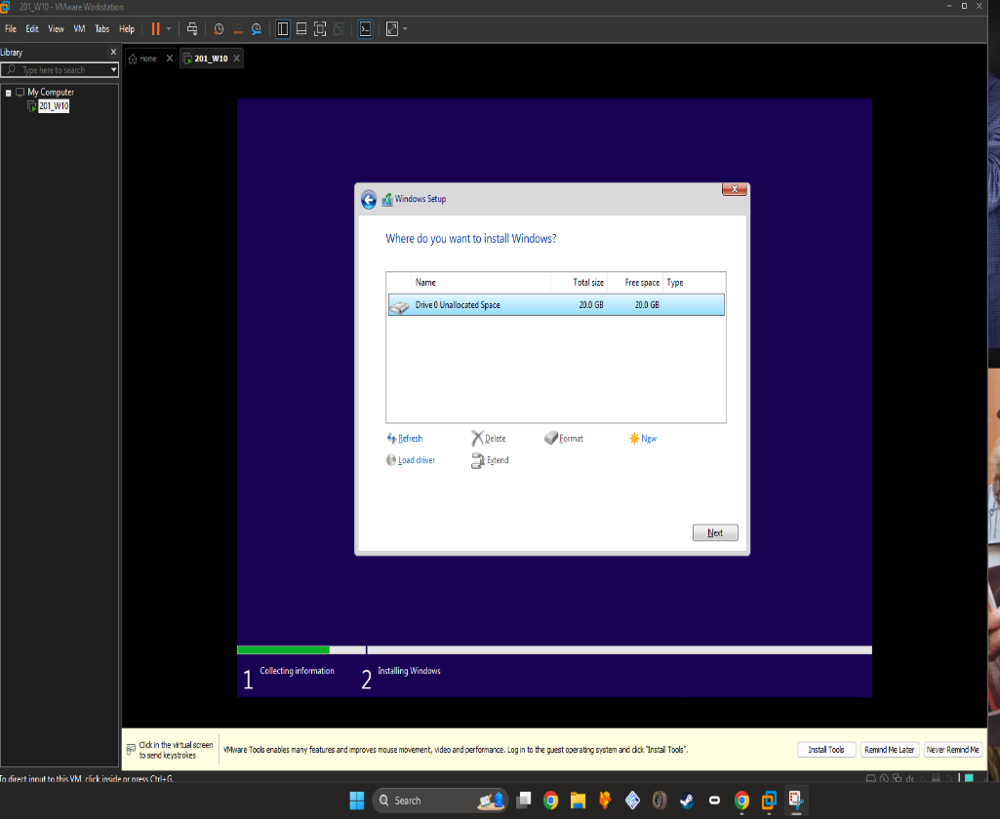 201_W10 - VMware Workstation
File Edit View VM Tabs Help
Library
Type here to search
My Computer
201_W10
Home
201_W10
Windows Setup
Where do you want to install Windows?
Name Total size Free space Type
Drive 0 Unallocated Space 20.0 GB 20.0 GB
Refresh Delete Format New
Load driver Extend
Next
1 Collecting information 2 Installing Windows
Click in the virtual screen
to send keystrokes
VMware Tools enables many features and improves mouse movement, video and performance. Log in to the guest operating system and click "Install Tools".
Install Tools Remind Me Later Never Remind Me
To direct input to this VM, click inside or press Ctrl+G.
Search